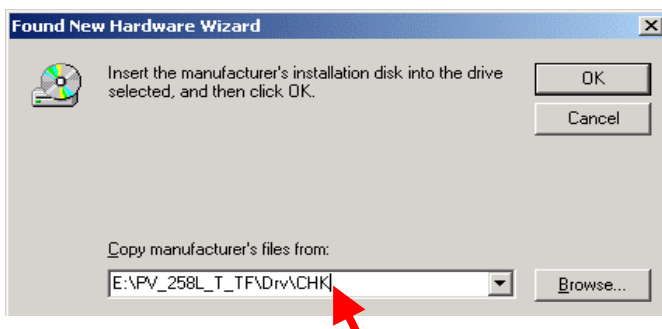 Found New Hardware Wizard
Insert the manufacturer's installation disk into the drive
selected, and then click OK.
OK
Cancel
Copy manufacturer's files from:
E:\PV_258L_T_TF\Drv\CHK
Browse...